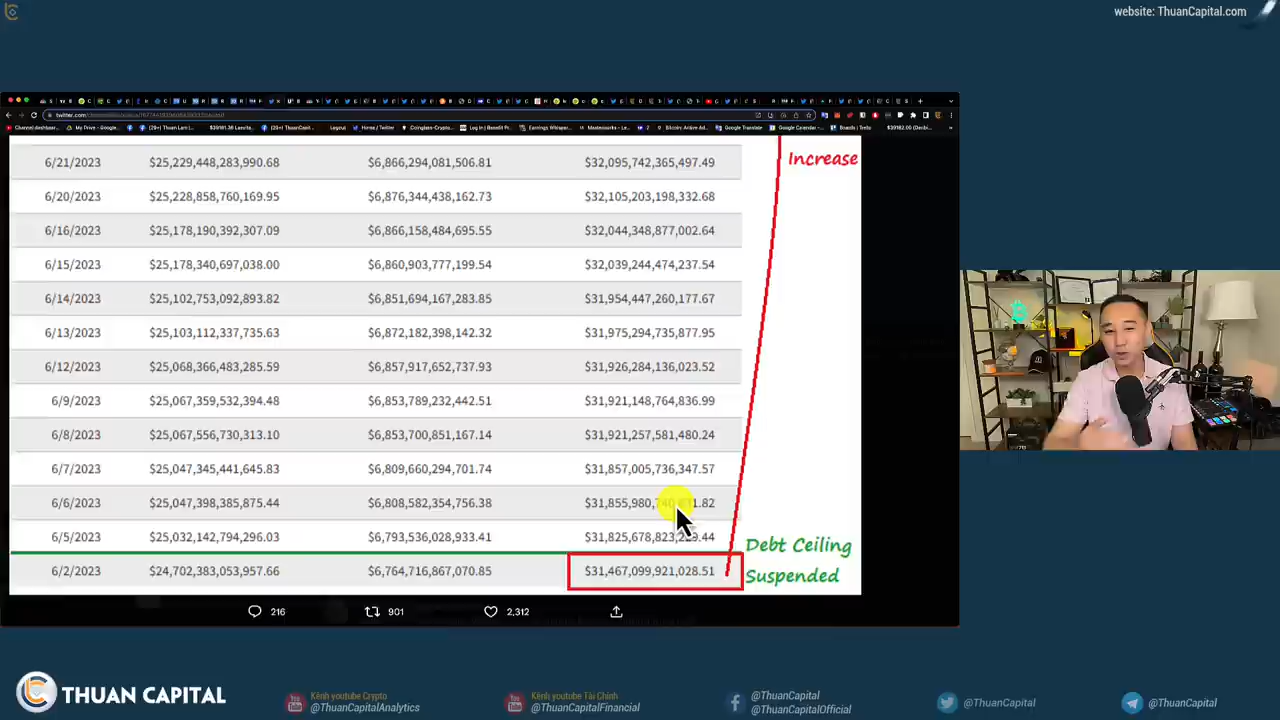 website: ThuanCapital.com
6/21/2023 $25,229,448,283,990.68 $6,866,294,081,506.81 $32,095,742,365,497.49
Increase
6/20/2023 $25,228,858,760,169.95 $6,876,344,438,162.73 $32,105,203,198,332.68
6/16/2023 $25,178,190,392,307.09 $6,866,158,484,695.55 $32,044,348,877,002.64
6/15/2023 $25,178,340,697,038.00 $6,860,903,777,199.54 $32,039,244,474,237.54
6/14/2023 $25,102,753,092,893.82 $6,851,694,167,283.85 $31,954,447,260,177.67
6/13/2023 $25,103,112,337,735.63 $6,872,182,398,142.32 $31,975,294,735,877.95
6/12/2023 $25,068,366,483,285.59 $6,857,917,652,737.93 $31,926,284,136,023.52
6/9/2023 $25,067,359,532,394.48 $6,853,789,232,442.51 $31,921,148,764,836.99
6/8/2023 $25,067,556,730,313.10 $6,853,700,851,167.14 $31,921,257,581,480.24
6/7/2023 $25,047,345,441,645.83 $6,809,660,294,701.74 $31,857,005,736,347.57
6/6/2023 $25,047,398,385,875.44 $6,808,582,354,756.38
6/5/2023 $25,032,142,794,296.03 $6,793,536,028,933.41
Debt Ceiling
Suspended
6/2/2023 $24,702,383,053,957.66 $6,764,716,867,070.85 $31,467,099,921,028.51
216 901 2,312
THUAN CAPITAL
Kênh youtube Crypto
@ThuanCapitalAnalytics
Kênh youtube Tài Chính
@ThuanCapitalFinancial
@ThuanCapital
@ThuanCapitalOfficial
@ThuanCapital
@ThuanCapital